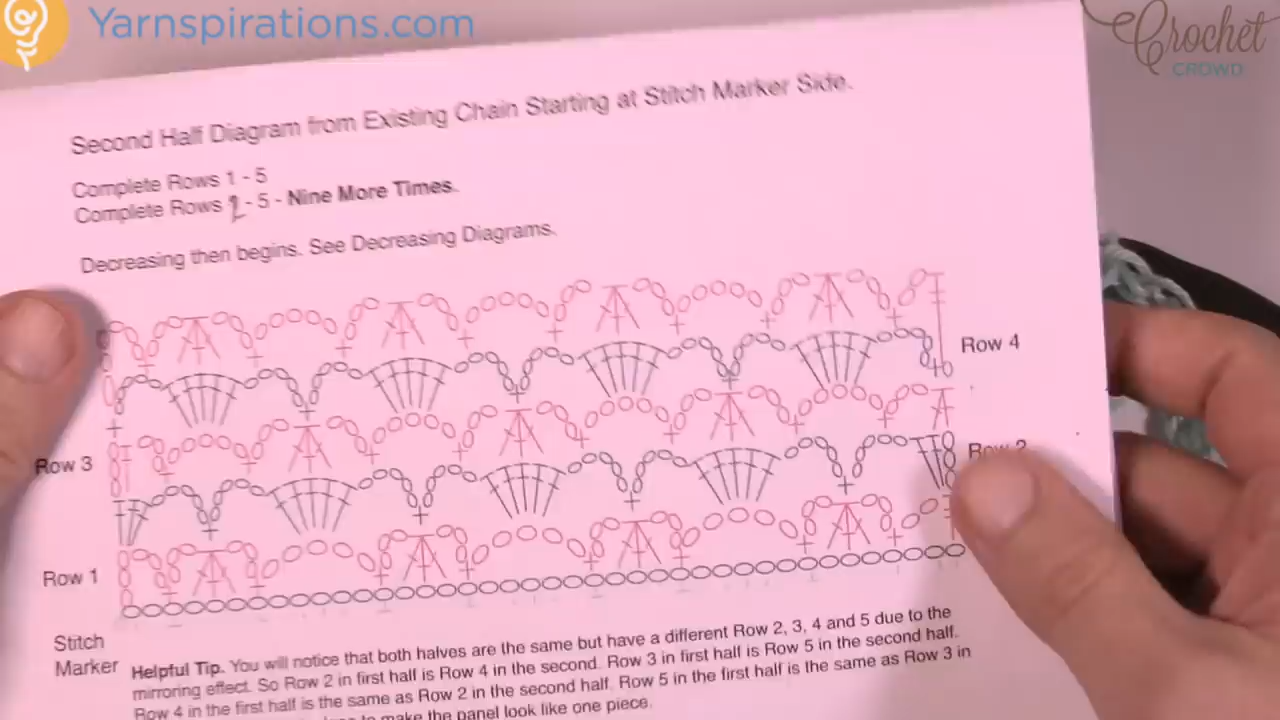 Yarnspirations.com
Crochet
CROWD
Second Half Diagram from Existing Chain Starting at Stitch Marker Side.
Complete Rows 1 - 5
Complete Rows 2 - 5 - Nine More Times.
Decreasing then begins. See Decreasing Diagrams.
Row 4
Row 3
Row 2
Row 1
Stitch
Marker
Helpful Tip. You will notice that both halves are the same but have a different Row 2, 3, 4 and 5 due to the
mirroring effect. So Row 2 in first half is Row 4 in the second. Row 3 in first half is Row 5 in the second half.
Row 4 in the first half is the same as Row 2 in the second half. Row 5 in the first half is the same as Row 3 in
to make the panel look like one piece.